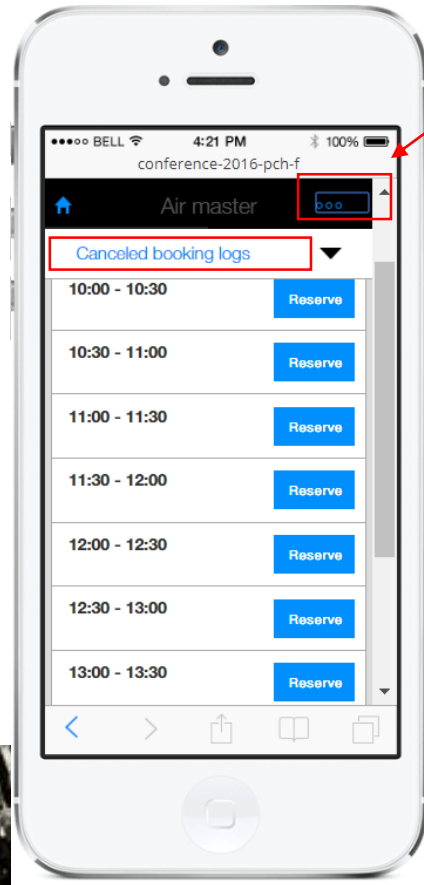 BELL 4:21 PM 100%
conference-2016-pch-f
Air master
Canceled booking logs
10:00 - 10:30 Reserve
10:30 - 11:00 Reserve
11:00 - 11:30 Reserve
11:30 - 12:00 Reserve
12:00 - 12:30 Reserve
12:30 - 13:00 Reserve
13:00 - 13:30 Reserve